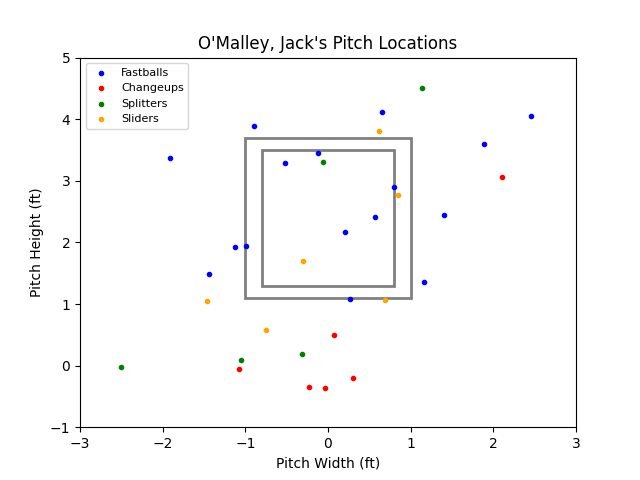 O'Malley, Jack's Pitch Locations
Fastballs
Changeups
Splitters
Sliders
Pitch Height (ft)
5
4
3
2
1
0
−1
−3
−2
−1
0
1
2
3
Pitch Width (ft)